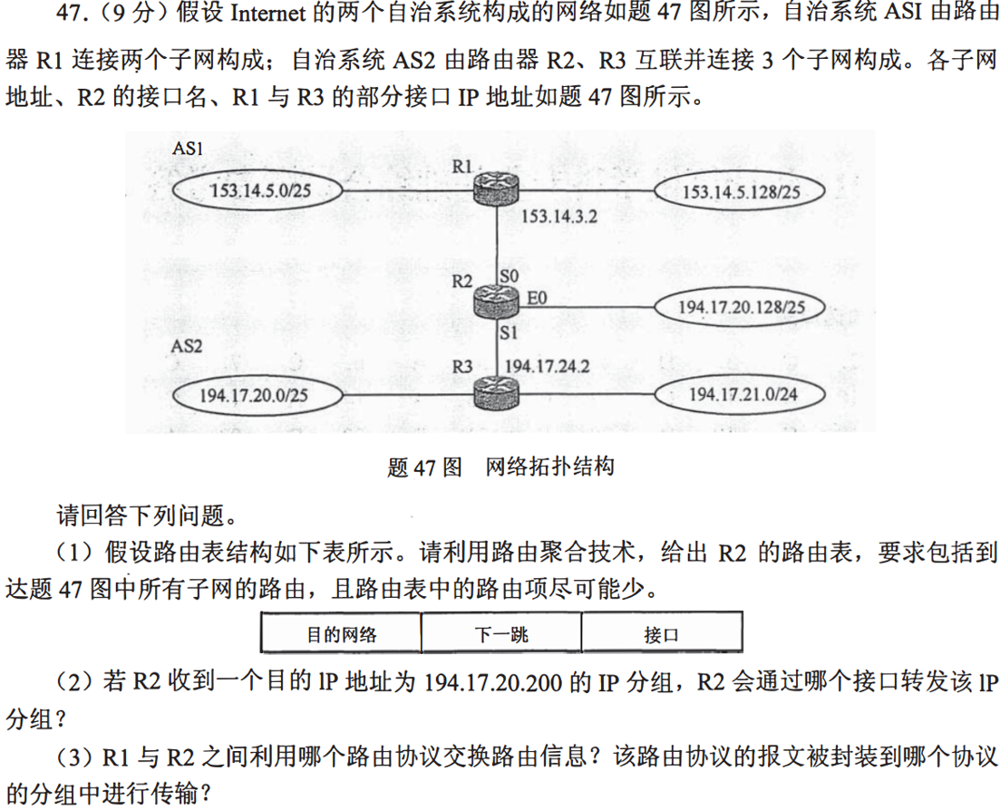 47.（9 分）假设 Internet 的两个自治系统构成的网络如题 47 图所示，自治系统 ASI 由路由
器 R1 连接两个子网构成；自治系统 AS2 由路由器 R2、R3 互联并连接 3 个子网构成。各子网
地址、R2 的接口名、R1 与 R3 的部分接口 IP 地址如题 47 图所示。
AS1
R1
153.14.5.0/25
153.14.5.128/25
153.14.3.2
R2
S0
E0
194.17.20.128/25
S1
AS2
R3
194.17.24.2
194.17.20.0/25
194.17.21.0/24
题 47 图 网络拓扑结构
请回答下列问题。
（1）假设路由表结构如下表所示。请利用路由聚合技术，给出 R2 的路由表，要求包括到
达题 47 图中所有子网的路由，且路由表中的路由项尽可能少。
目的网络 下一跳 接口
（2）若 R2 收到一个目的 lP 地址为 194.17.20.200 的 IP 分组，R2 会通过哪个接口转发该 lP
分组？
（3）R1 与 R2 之间利用哪个路由协议交换路由信息？该路由协议的报文被封装到哪个协议
的分组中进行传输？